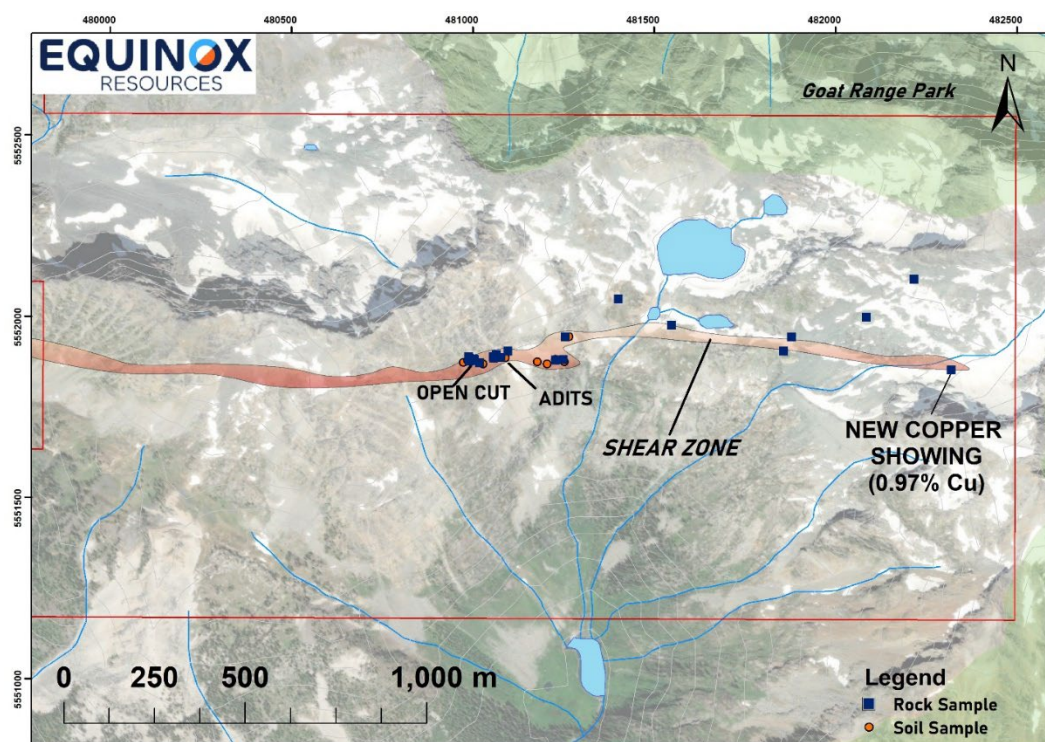 480000 480500 481000 481500 482000 482500
EQUINOX
RESOURCES
N
Goat Range Park
5552500
5552000
5551500
5551000
OPEN CUT
ADITS
SHEAR ZONE
NEW COPPER
SHOWING
(0.97% Cu)
0 250 500 1,000 m
Legend
Rock Sample
Soil Sample